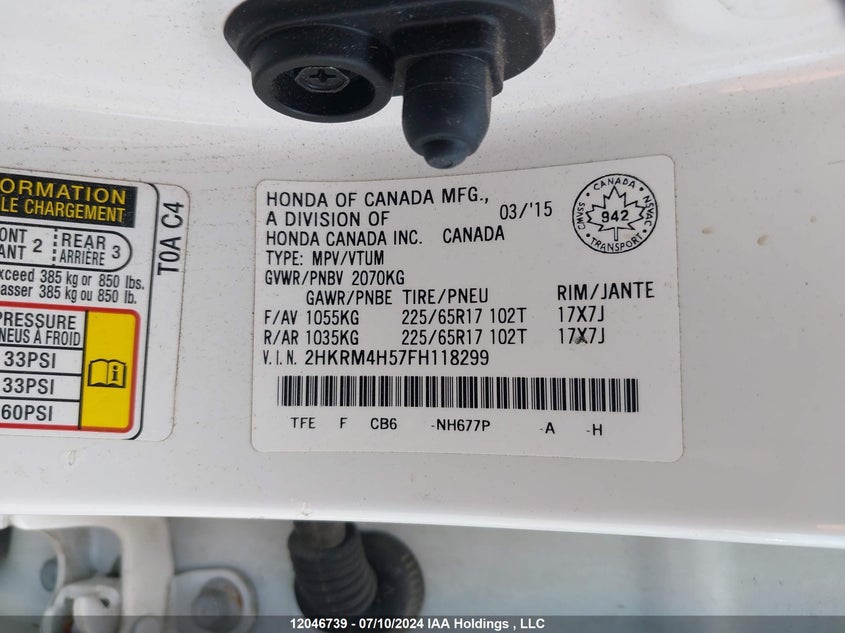 ORMATION
LE CHARGEMENT
ONT
ANT 2
REAR
ARRIÈRE 3
xceed 385 kg or 850 lbs.
asser 385 kg ou 850 lb.
PRESSURE
NEUS À FROID
33PSI
33PSI
60PSI
T0A C4
HONDA OF CANADA MFG.,
A DIVISION OF 03/'15
HONDA CANADA INC. CANADA
TYPE: MPV/VTUM
GVWR/PNBV 2070KG
GAWR/PNBE TIRE/PNEU RIM/JANTE
F/AV 1055KG 225/65R17 102T 17X7J
R/AR 1035KG 225/65R17 102T 17X7J
V.I.N. 2HKRM4H57FH118299
TFE F CB6 -NH677P -A -H
CANADA
CMVSS 942 NSVAC
TRANSPORT
12046739 - 07/10/2024 IAA Holdings , LLC